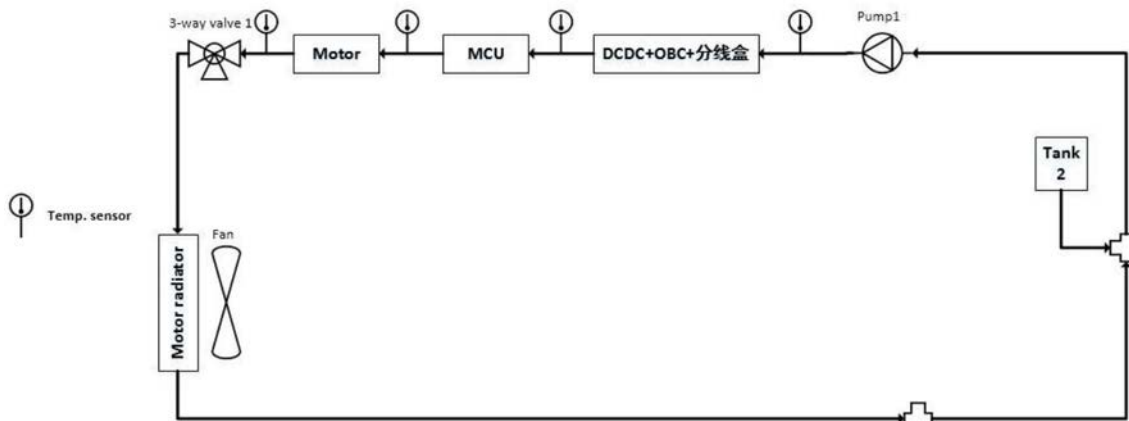 3-way valve 1
Pump1
Motor
MCU
DCDC+OBC+分线盒
Tank
2
Temp. sensor
Fan
Motor radiator